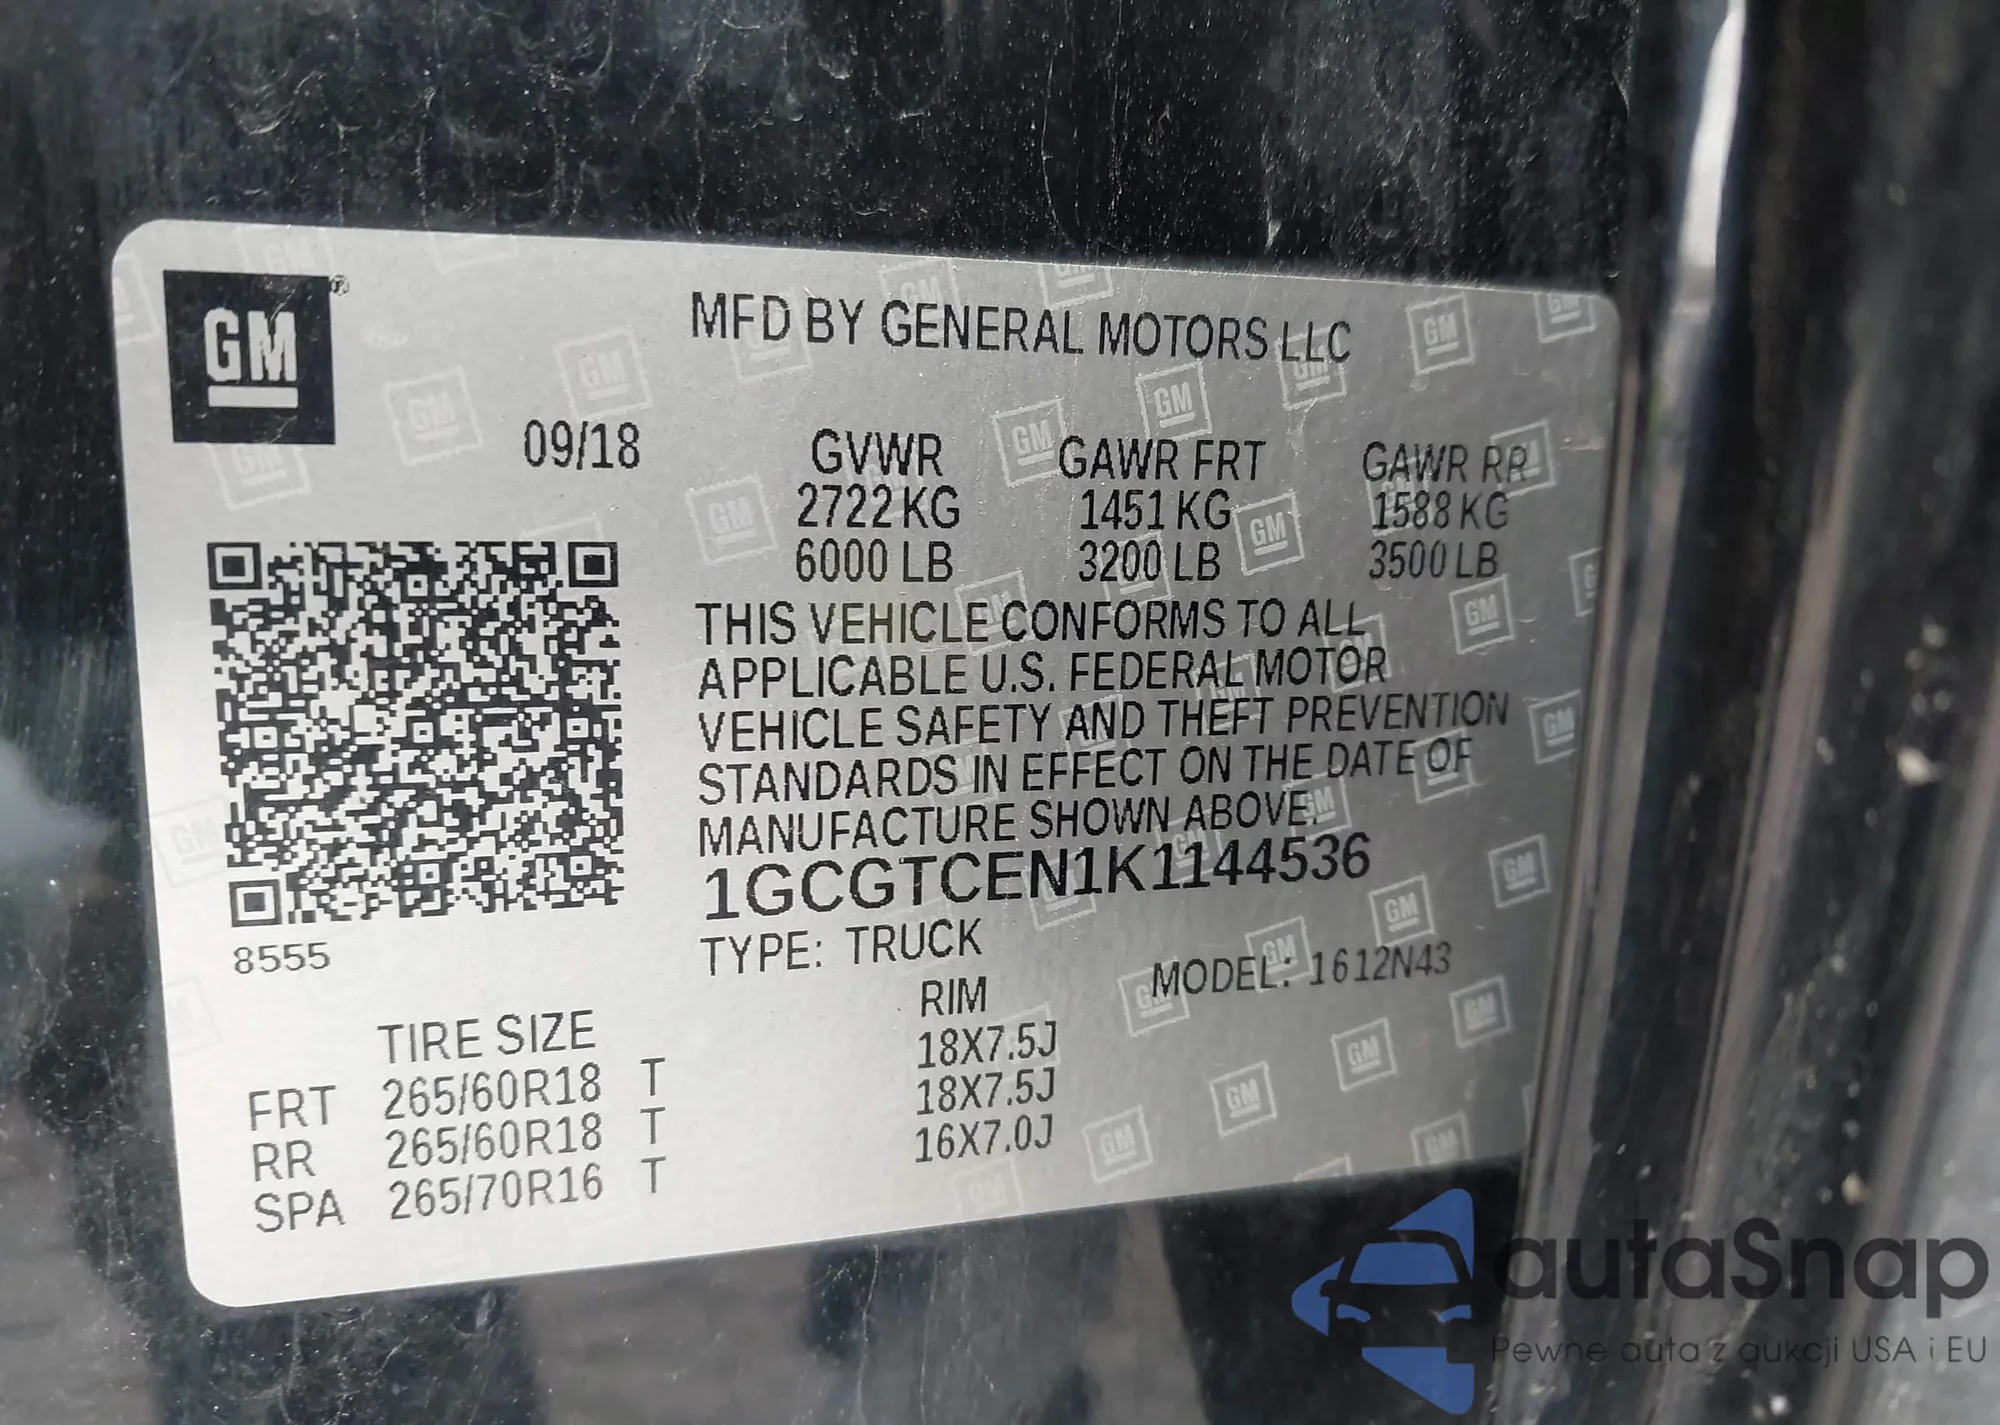 GM®
MFD BY GENERAL MOTORS LLC
09/18
GVWR GAWR FRT GAWR RR
2722 KG 1451 KG 1588 KG
6000 LB 3200 LB 3500 LB
THIS VEHICLE CONFORMS TO ALL
APPLICABLE U.S. FEDERAL MOTOR
VEHICLE SAFETY AND THEFT PREVENTION
STANDARDS IN EFFECT ON THE DATE OF
MANUFACTURE SHOWN ABOVE.
1GCGTCEN1K1144536
8555
TYPE: TRUCK MODEL: 1612N43
TIRE SIZE RIM
FRT 265/60R18 T 18X7.5J
RR 265/60R18 T 18X7.5J
SPA 265/70R16 T 16X7.0J
autaSnap
Pewne auta z aukcji USA i EU